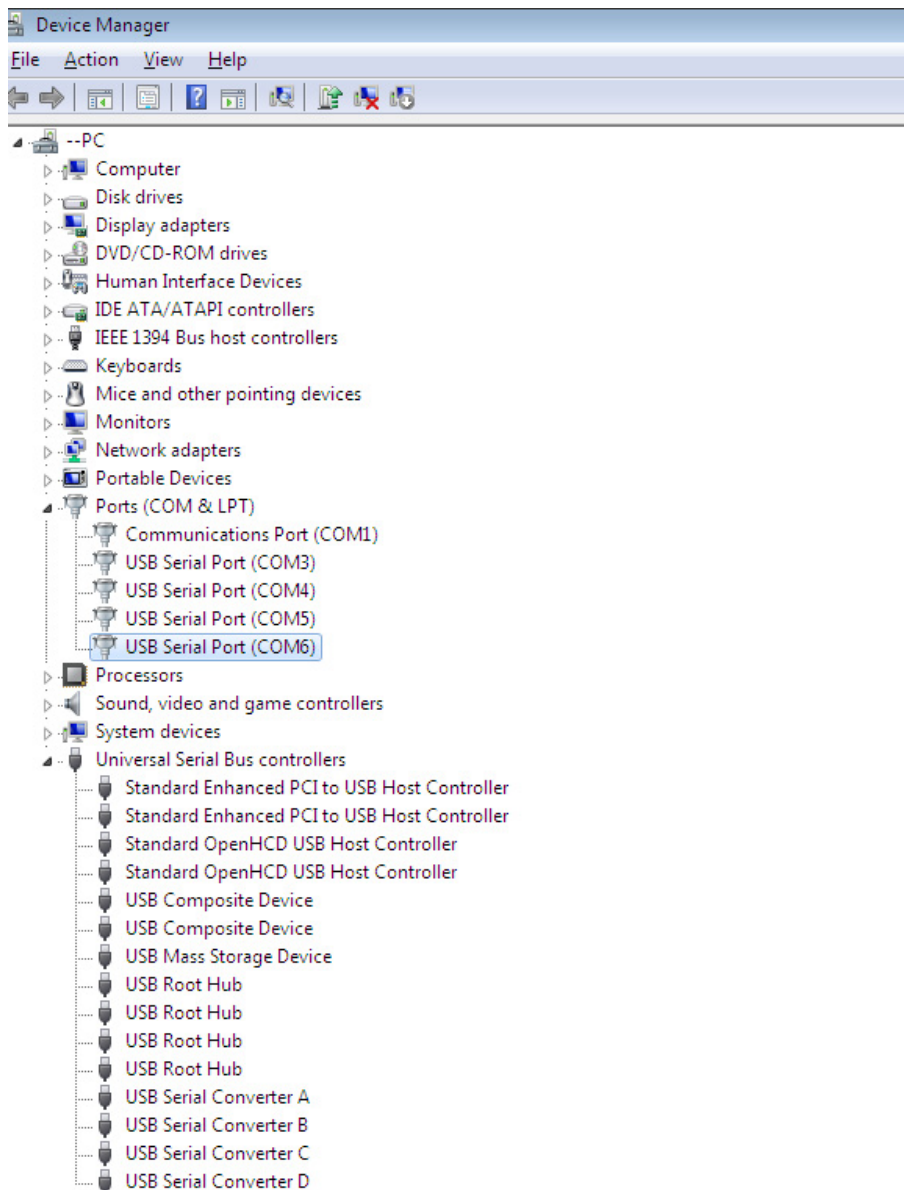 Device Manager
File Action View Help
--PC
Computer
Disk drives
Display adapters
DVD/CD-ROM drives
Human Interface Devices
IDE ATA/ATAPI controllers
IEEE 1394 Bus host controllers
Keyboards
Mice and other pointing devices
Monitors
Network adapters
Portable Devices
Ports (COM & LPT)
Communications Port (COM1)
USB Serial Port (COM3)
USB Serial Port (COM4)
USB Serial Port (COM5)
USB Serial Port (COM6)
Processors
Sound, video and game controllers
System devices
Universal Serial Bus controllers
Standard Enhanced PCI to USB Host Controller
Standard Enhanced PCI to USB Host Controller
Standard OpenHCD USB Host Controller
Standard OpenHCD USB Host Controller
USB Composite Device
USB Composite Device
USB Mass Storage Device
USB Root Hub
USB Root Hub
USB Root Hub
USB Root Hub
USB Serial Converter A
USB Serial Converter B
USB Serial Converter C
USB Serial Converter D